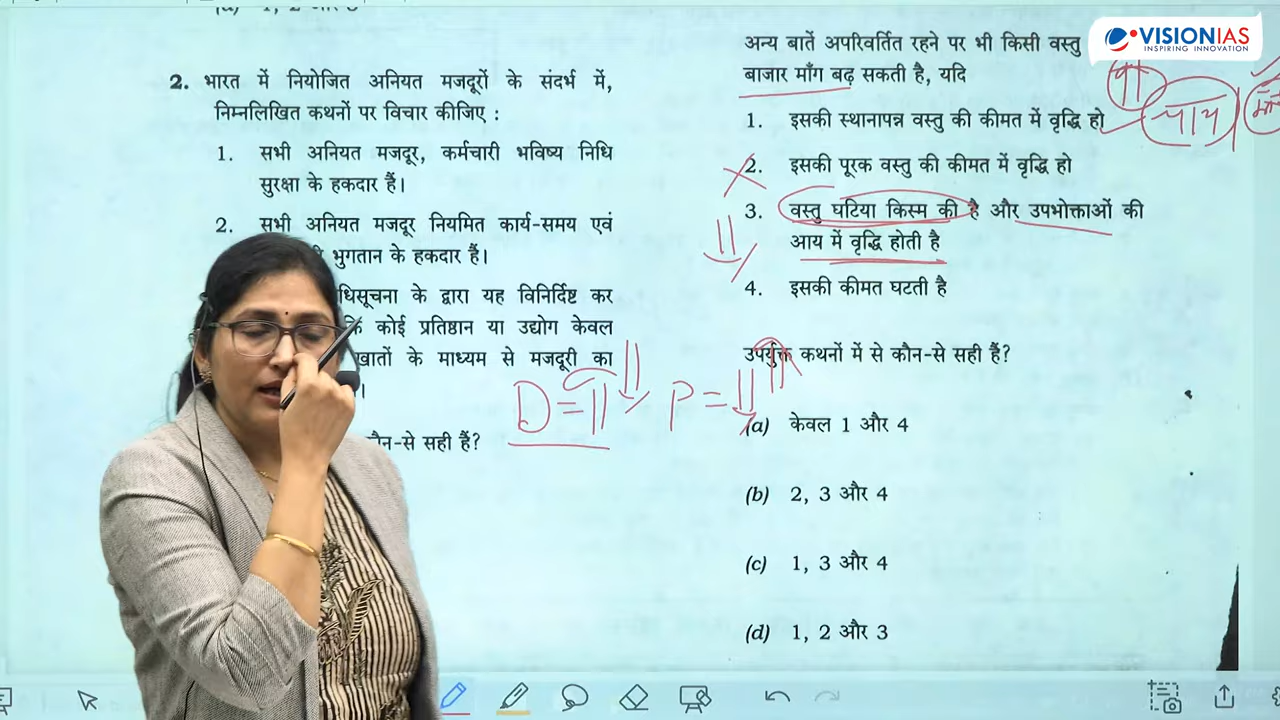 VISIONIAS
INSPIRING INNOVATION
2. भारत में नियोजित अनियत मजदूरों के संदर्भ में,
निम्नलिखित कथनों पर विचार कीजिए :
1. सभी अनियत मजदूर, कर्मचारी भविष्य निधि
सुरक्षा के हकदार हैं।
2. सभी अनियत मजदूर नियमित कार्य-समय एवं
भुगतान के हकदार हैं।
के द्वारा यह विनिर्दिष्ट कर
कोई प्रतिष्ठान या उद्योग केवल
खातों के माध्यम से मजदूरी का
से सही हैं?
D = P =
अन्य बातें अपरिवर्तित रहने पर भी किसी वस्तु
बाजार माँग बढ़ सकती है, यदि
चाय
1. इसकी स्थानापन्न वस्तु की कीमत में वृद्धि हो
2. इसकी पूरक वस्तु की कीमत में वृद्धि हो
3. वस्तु घटिया किस्म की है और उपभोक्ताओं की
आय में वृद्धि होती है
4. इसकी कीमत घटती है
उपर्युक्त कथनों में से कौन-से सही हैं?
(a) केवल 1 और 4
(b) 2, 3 और 4
(c) 1, 3 और 4
(d) 1, 2 और 3